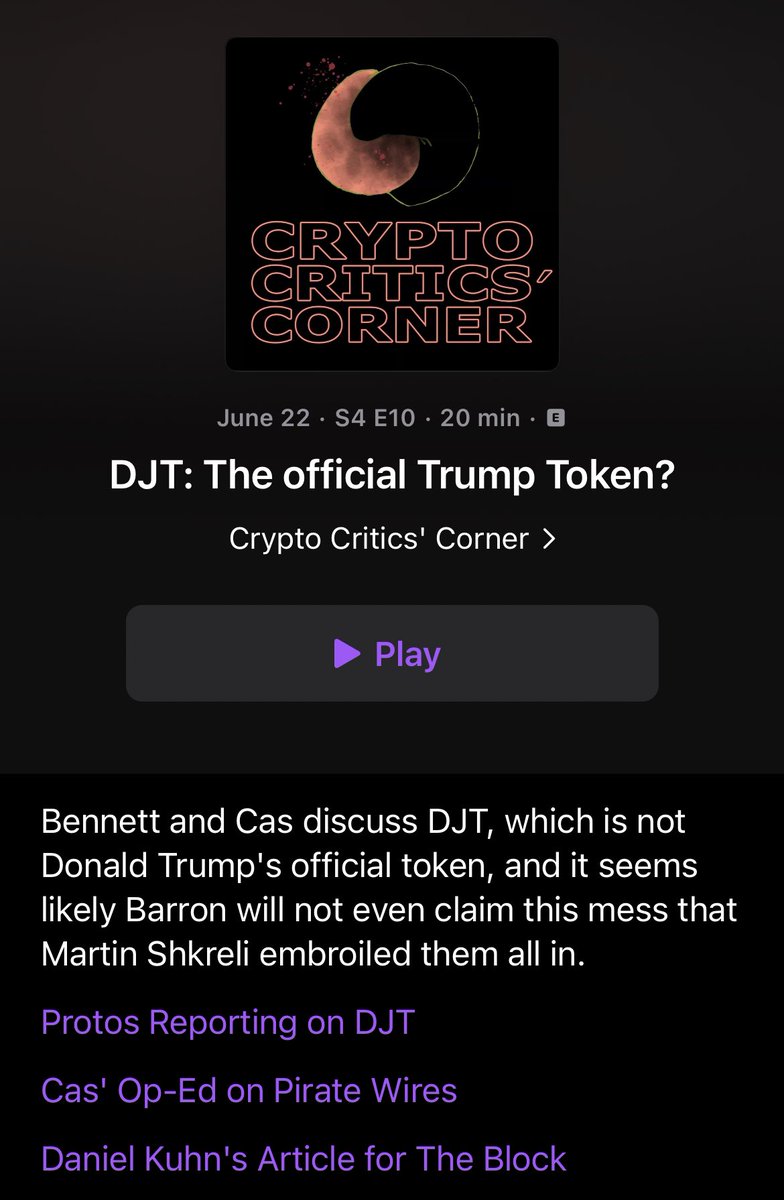 CRYPTO
CRITICS'
CORNER
June 22 · S4 E10 · 20 min · E
DJT: The official Trump Token?
Crypto Critics' Corner >
Play
Bennett and Cas discuss DJT, which is not
Donald Trump's official token, and it seems
likely Barron will not even claim this mess that
Martin Shkreli embroiled them all in.
Protos Reporting on DJT
Cas' Op-Ed on Pirate Wires
Daniel Kuhn's Article for The Block